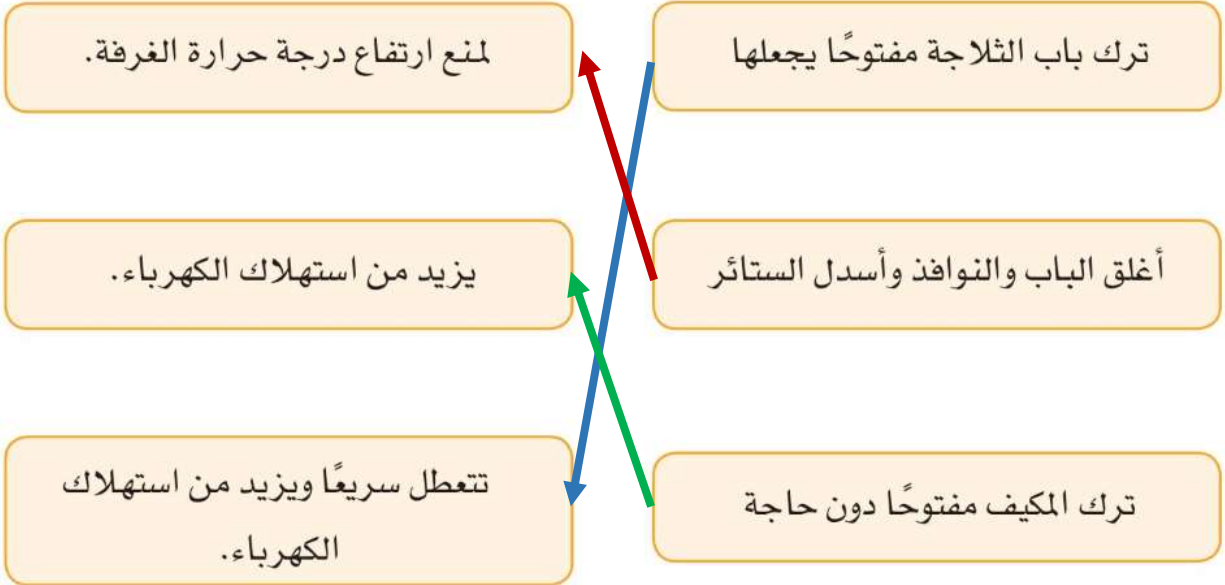 ترك باب الثلاجة مفتوحًا يجعلها
لمنع ارتفاع درجة حرارة الغرفة.
أغلق الباب والنوافذ وأسدل الستائر
يزيد من استهلاك الكهرباء.
ترك المكيف مفتوحًا دون حاجة
تتعطل سريعًا ويزيد من استهلاك
الكهرباء.